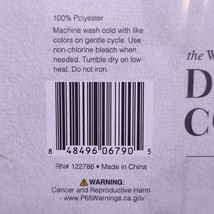 100% Polyester
Machine wash cold with like
colors on gentle cycle. Use
non-chlorine bleach when
needed. Tumble dry on low
heat. Do not iron.
the W
D
CO
8 48496 06790 5
RN# 122786 • Made in China
WARNING:
Cancer and Reproductive Harm
- www.P65Warnings.ca.gov